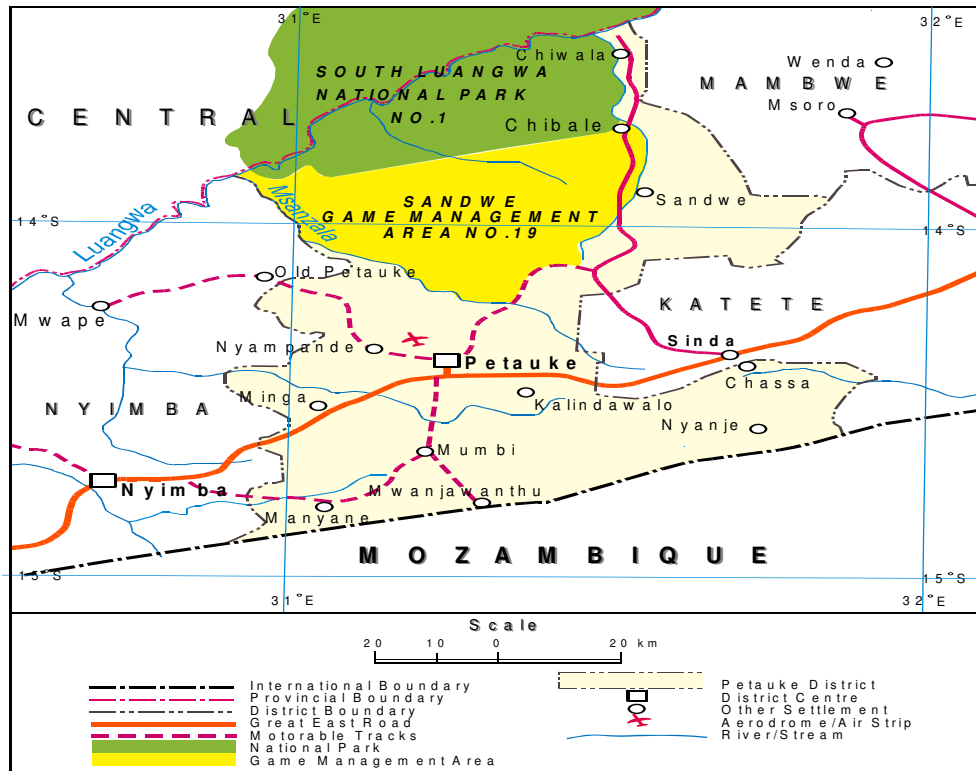 31°E
32°E
Chiwala
Wenda
SOUTH LUANGWA
NATIONAL PARK
NO.1
MAMBWE
Msoro
CENTRAL
Chibale
Msanzala
SANDWE
GAME MANAGEMENT
AREA NO.19
Sandwe
14°S
14°S
Luangwa
Old Petauke
Mwape
KATETE
Nyampande
Sinda
Petauke
Chassa
NYIMBA
Minga
Kalindawalo
Nyanje
Mumbi
Nyimba
Mwanjawanthu
Manyane
MOZAMBIQUE
15°S
15°S
31°E
32°E
Scale
20 10 0 20 km
International Boundary
Provincial Boundary
District Boundary
Great East Road
Motorable Tracks
National Park
Game Management Area
Petauke District
District Centre
Other Settlement
Aerodrome/Air Strip
River/Stream